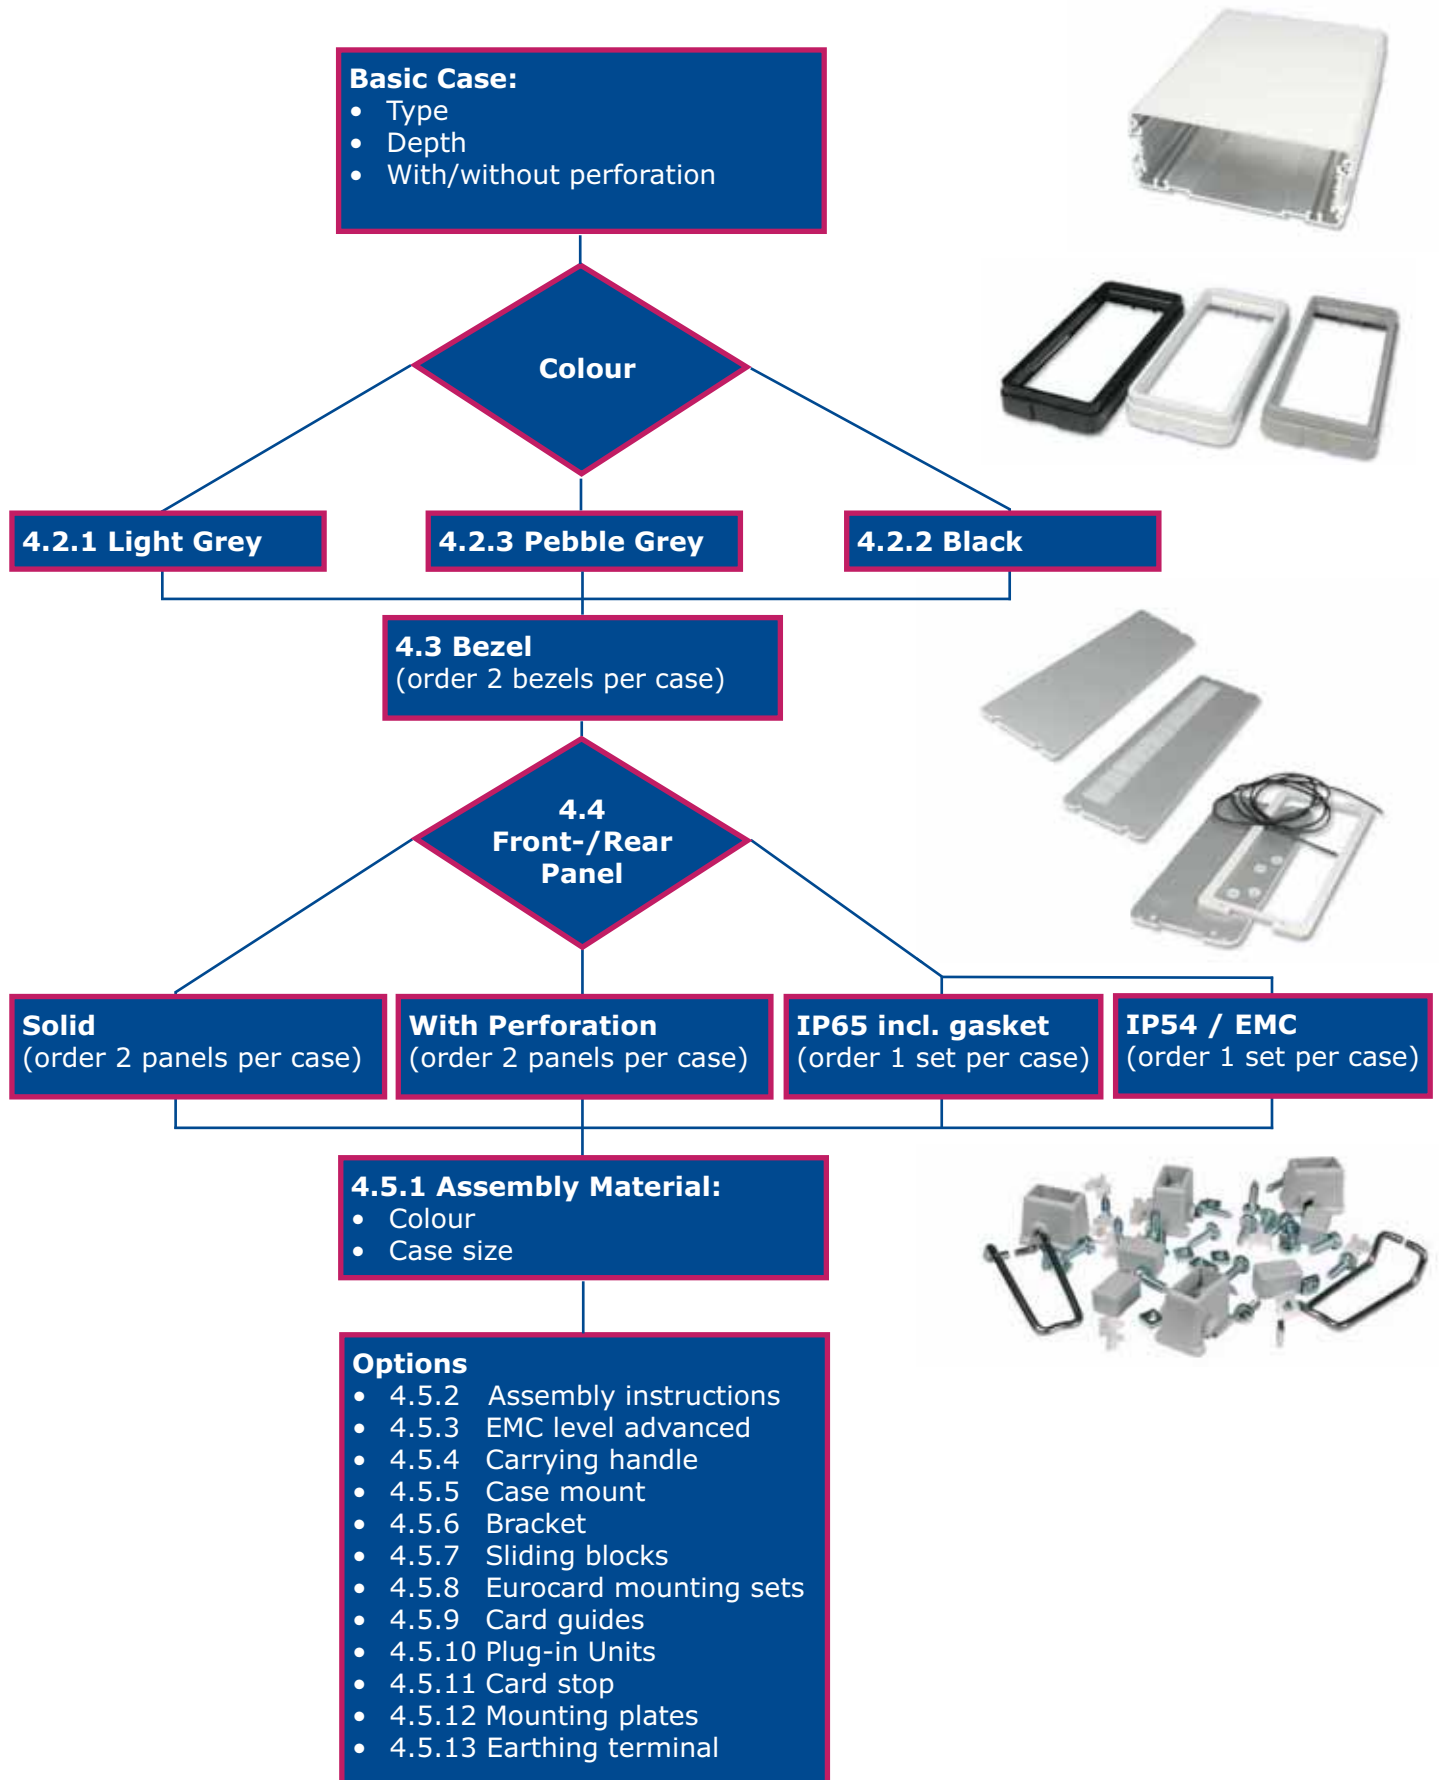 Basic Case:
• Type
• Depth
• With/without perforation
Colour
4.2.1 Light Grey
4.2.3 Pebble Grey
4.2.2 Black
4.3 Bezel
(order 2 bezels per case)
4.4
Front-/Rear
Panel
Solid
(order 2 panels per case)
With Perforation
(order 2 panels per case)
IP65 incl. gasket
(order 1 set per case)
IP54 / EMC
(order 1 set per case)
4.5.1 Assembly Material:
• Colour
• Case size
Options
• 4.5.2 Assembly instructions
• 4.5.3 EMC level advanced
• 4.5.4 Carrying handle
• 4.5.5 Case mount
• 4.5.6 Bracket
• 4.5.7 Sliding blocks
• 4.5.8 Eurocard mounting sets
• 4.5.9 Card guides
• 4.5.10 Plug-in Units
• 4.5.11 Card stop
• 4.5.12 Mounting plates
• 4.5.13 Earthing terminal